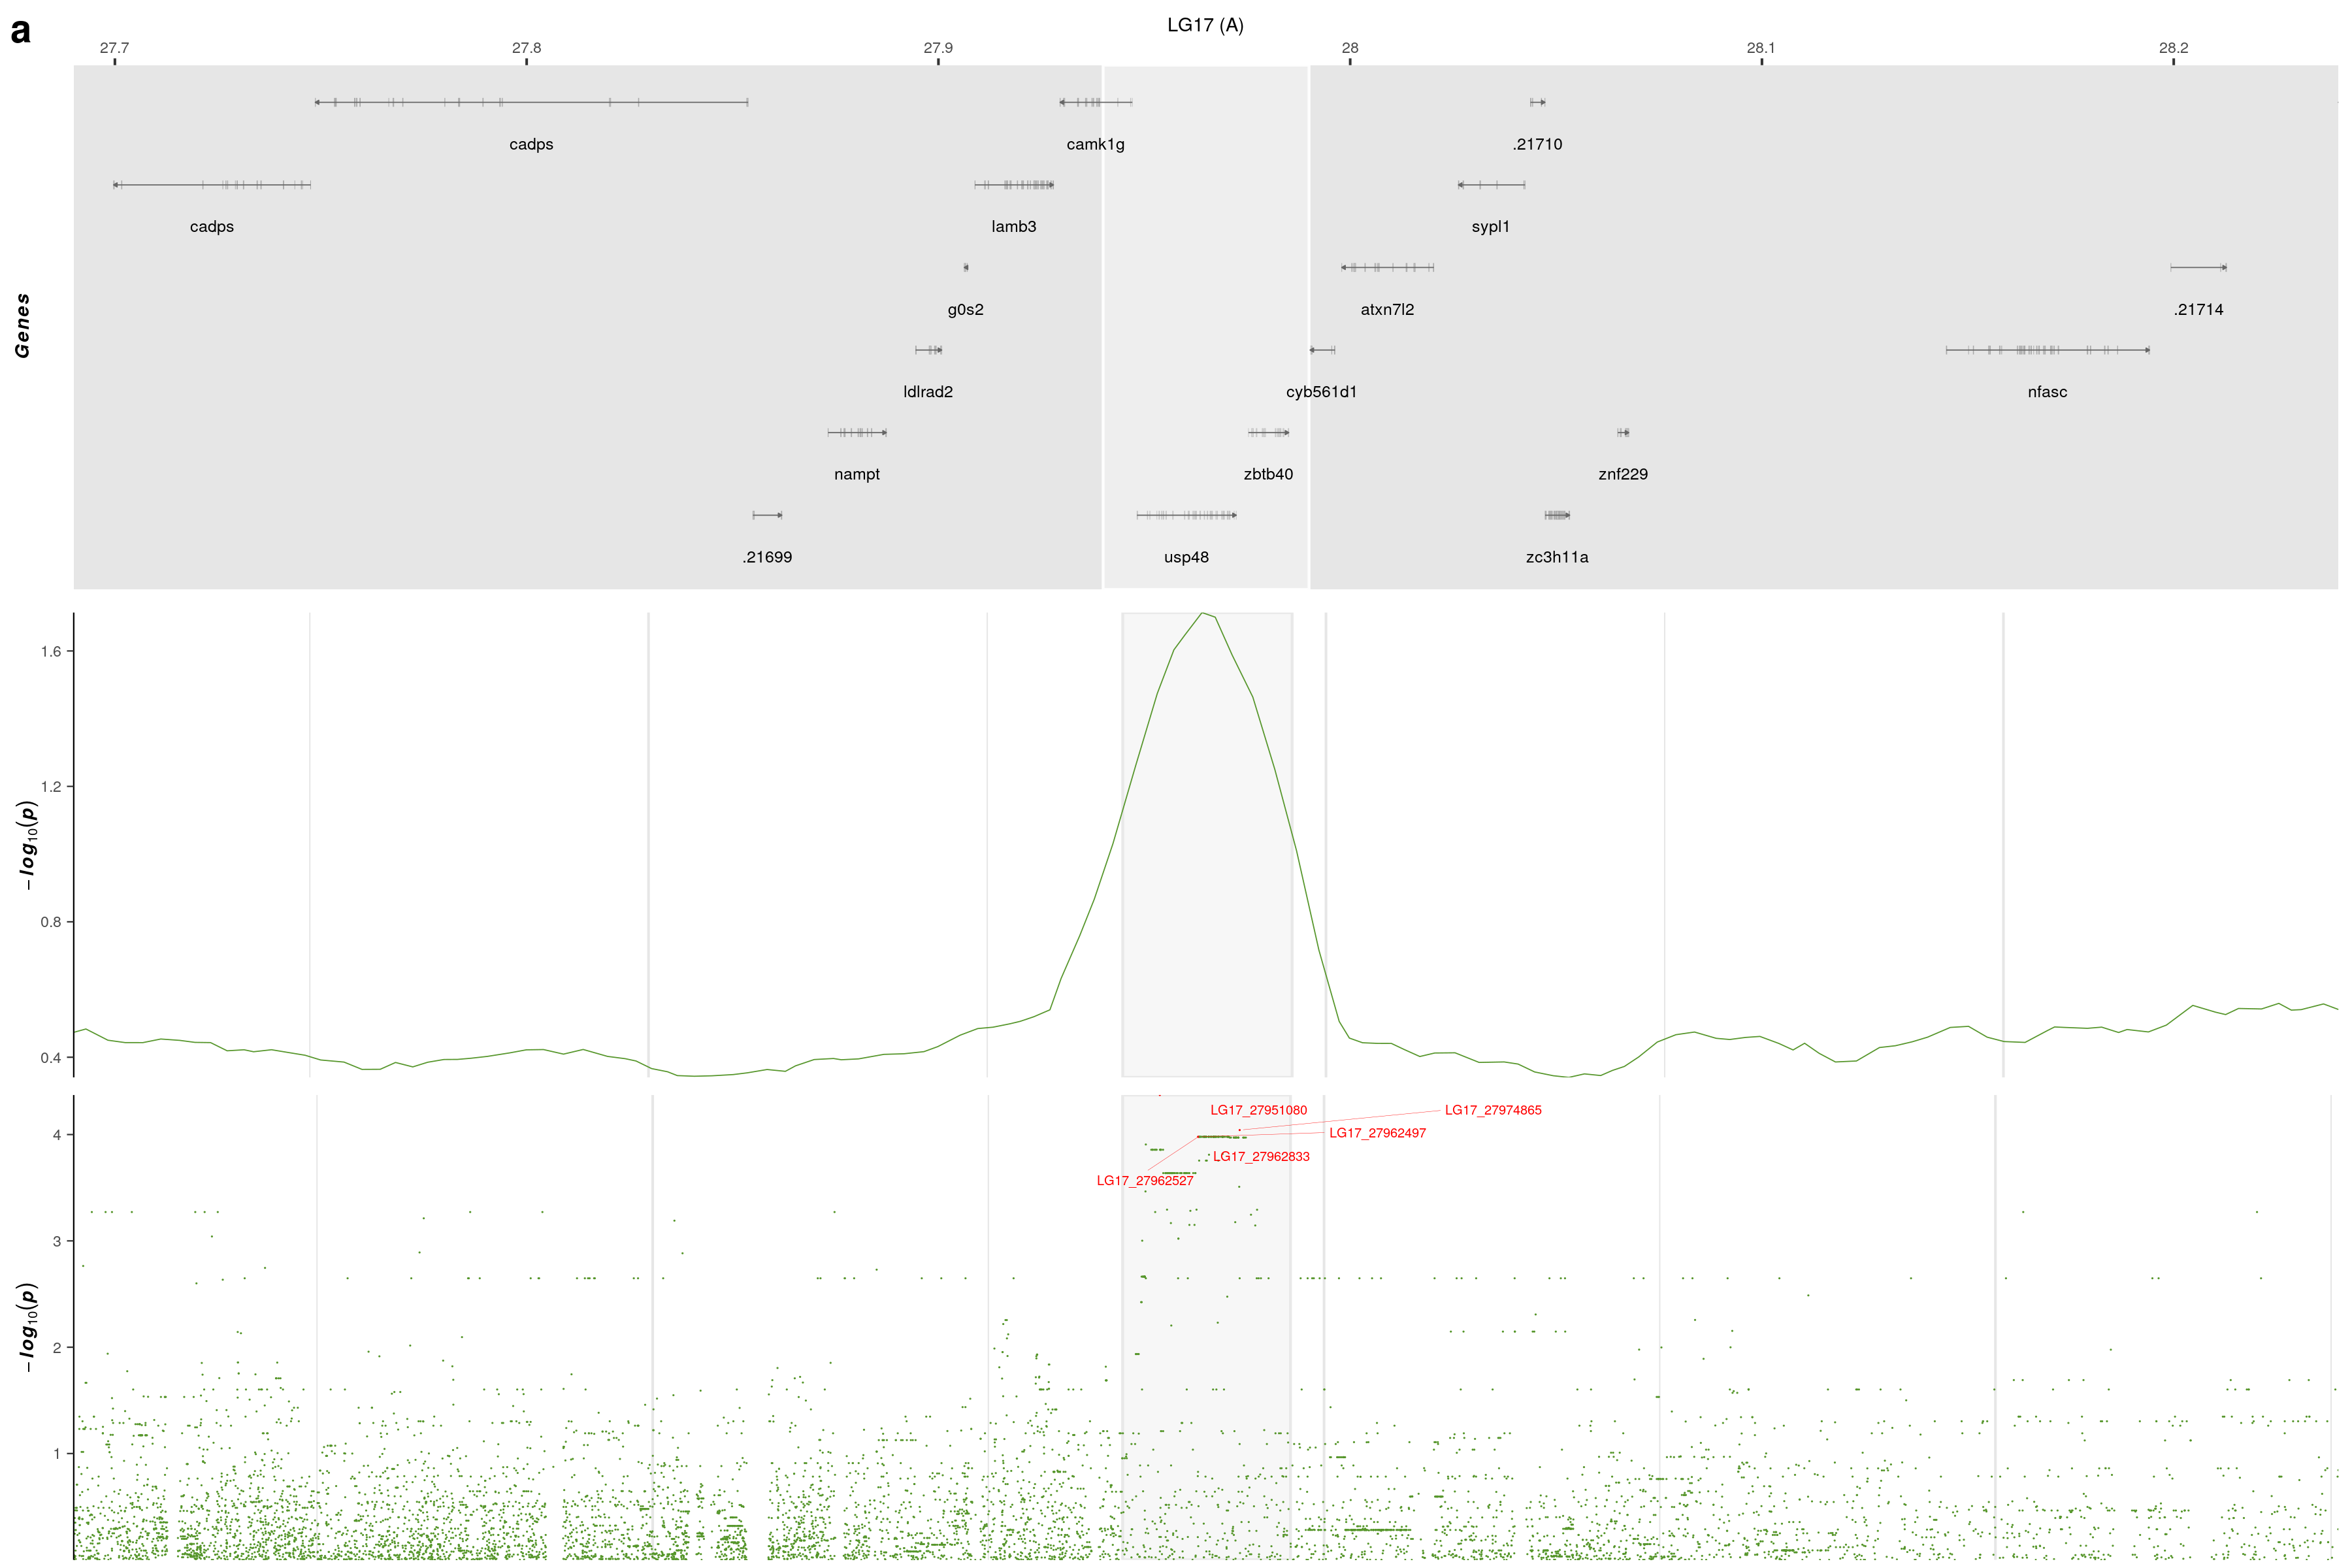 a
LG17 (A)
27.7 27.8 27.9 28 28.1 28.2
Genes
cadps camk1g .21710
cadps lamb3 sypl1
g0s2 atxn7l2 .21714
ldlrad2 cyb561d1 nfasc
nampt zbtb40 znf229
.21699 usp48 zc3h11a
−log10(p)
1.6
1.2
0.8
0.4
−log10(p)
4
3
2
1
LG17_27951080 LG17_27974865
LG17_27962497
LG17_27962833
LG17_27962527